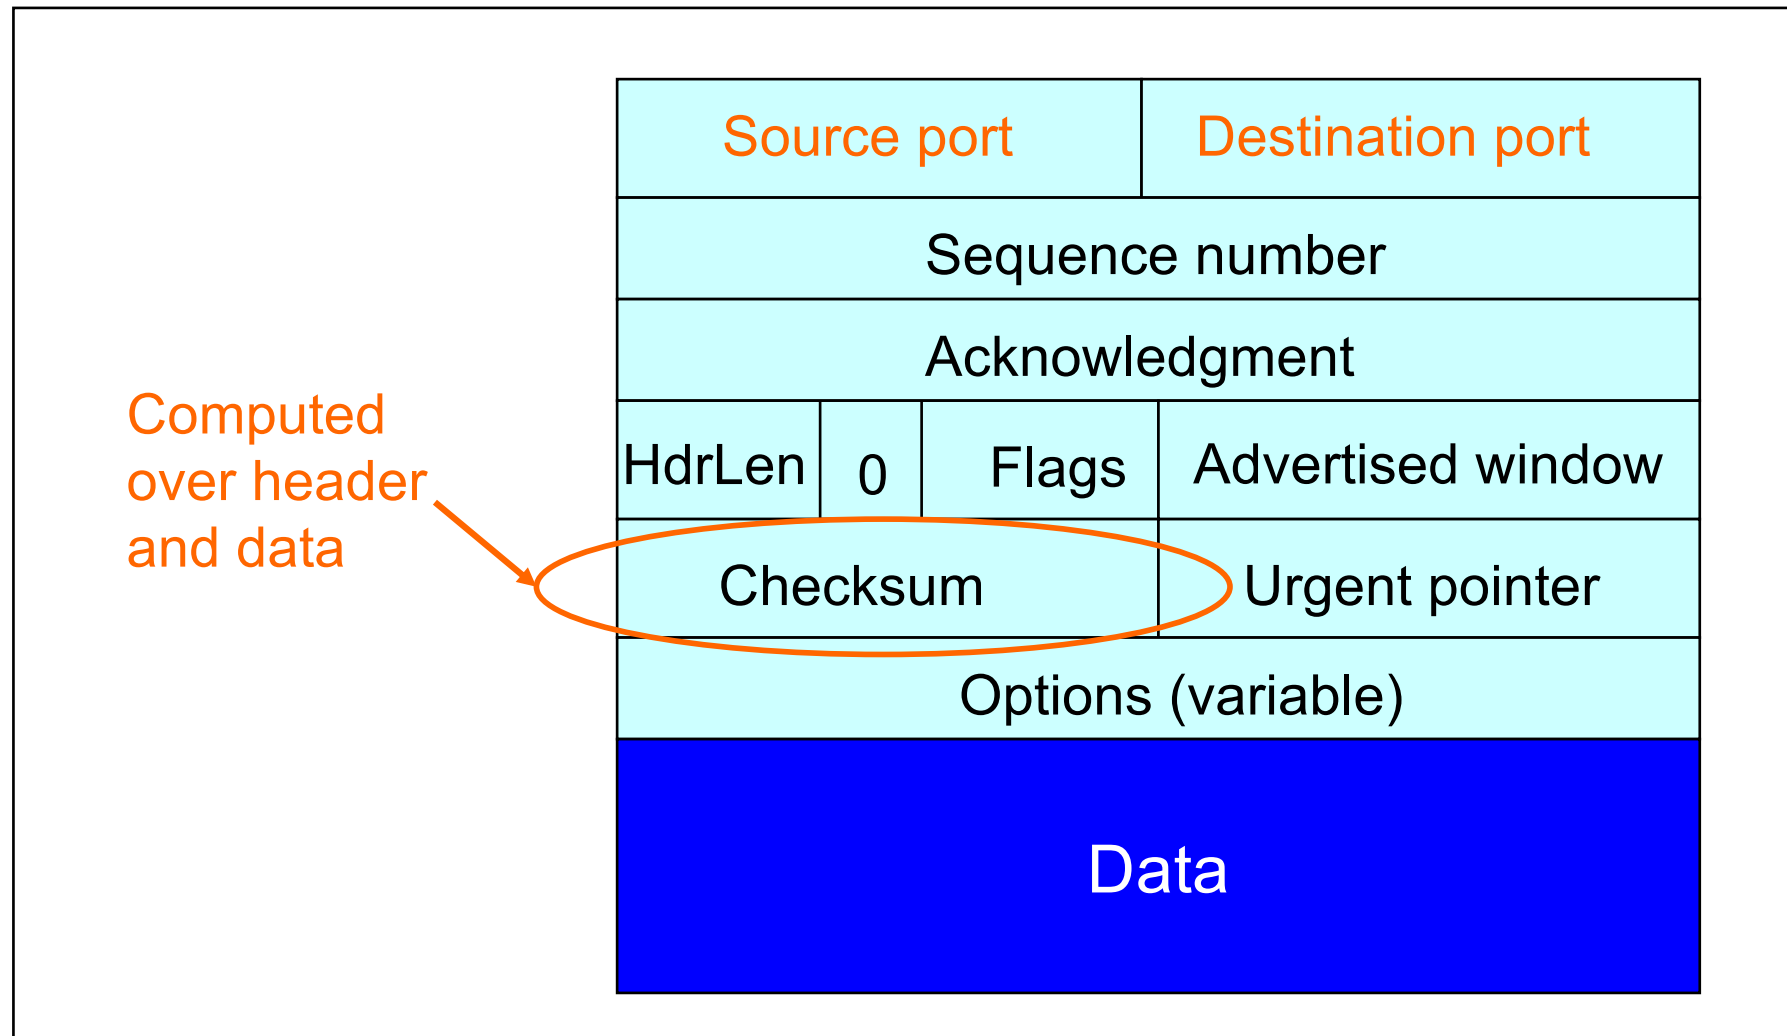 Source port
Destination port
Sequence number
Acknowledgment
Computed
over header
and data
HdrLen
0
Flags
Advertised window
Checksum
Urgent pointer
Options (variable)
Data